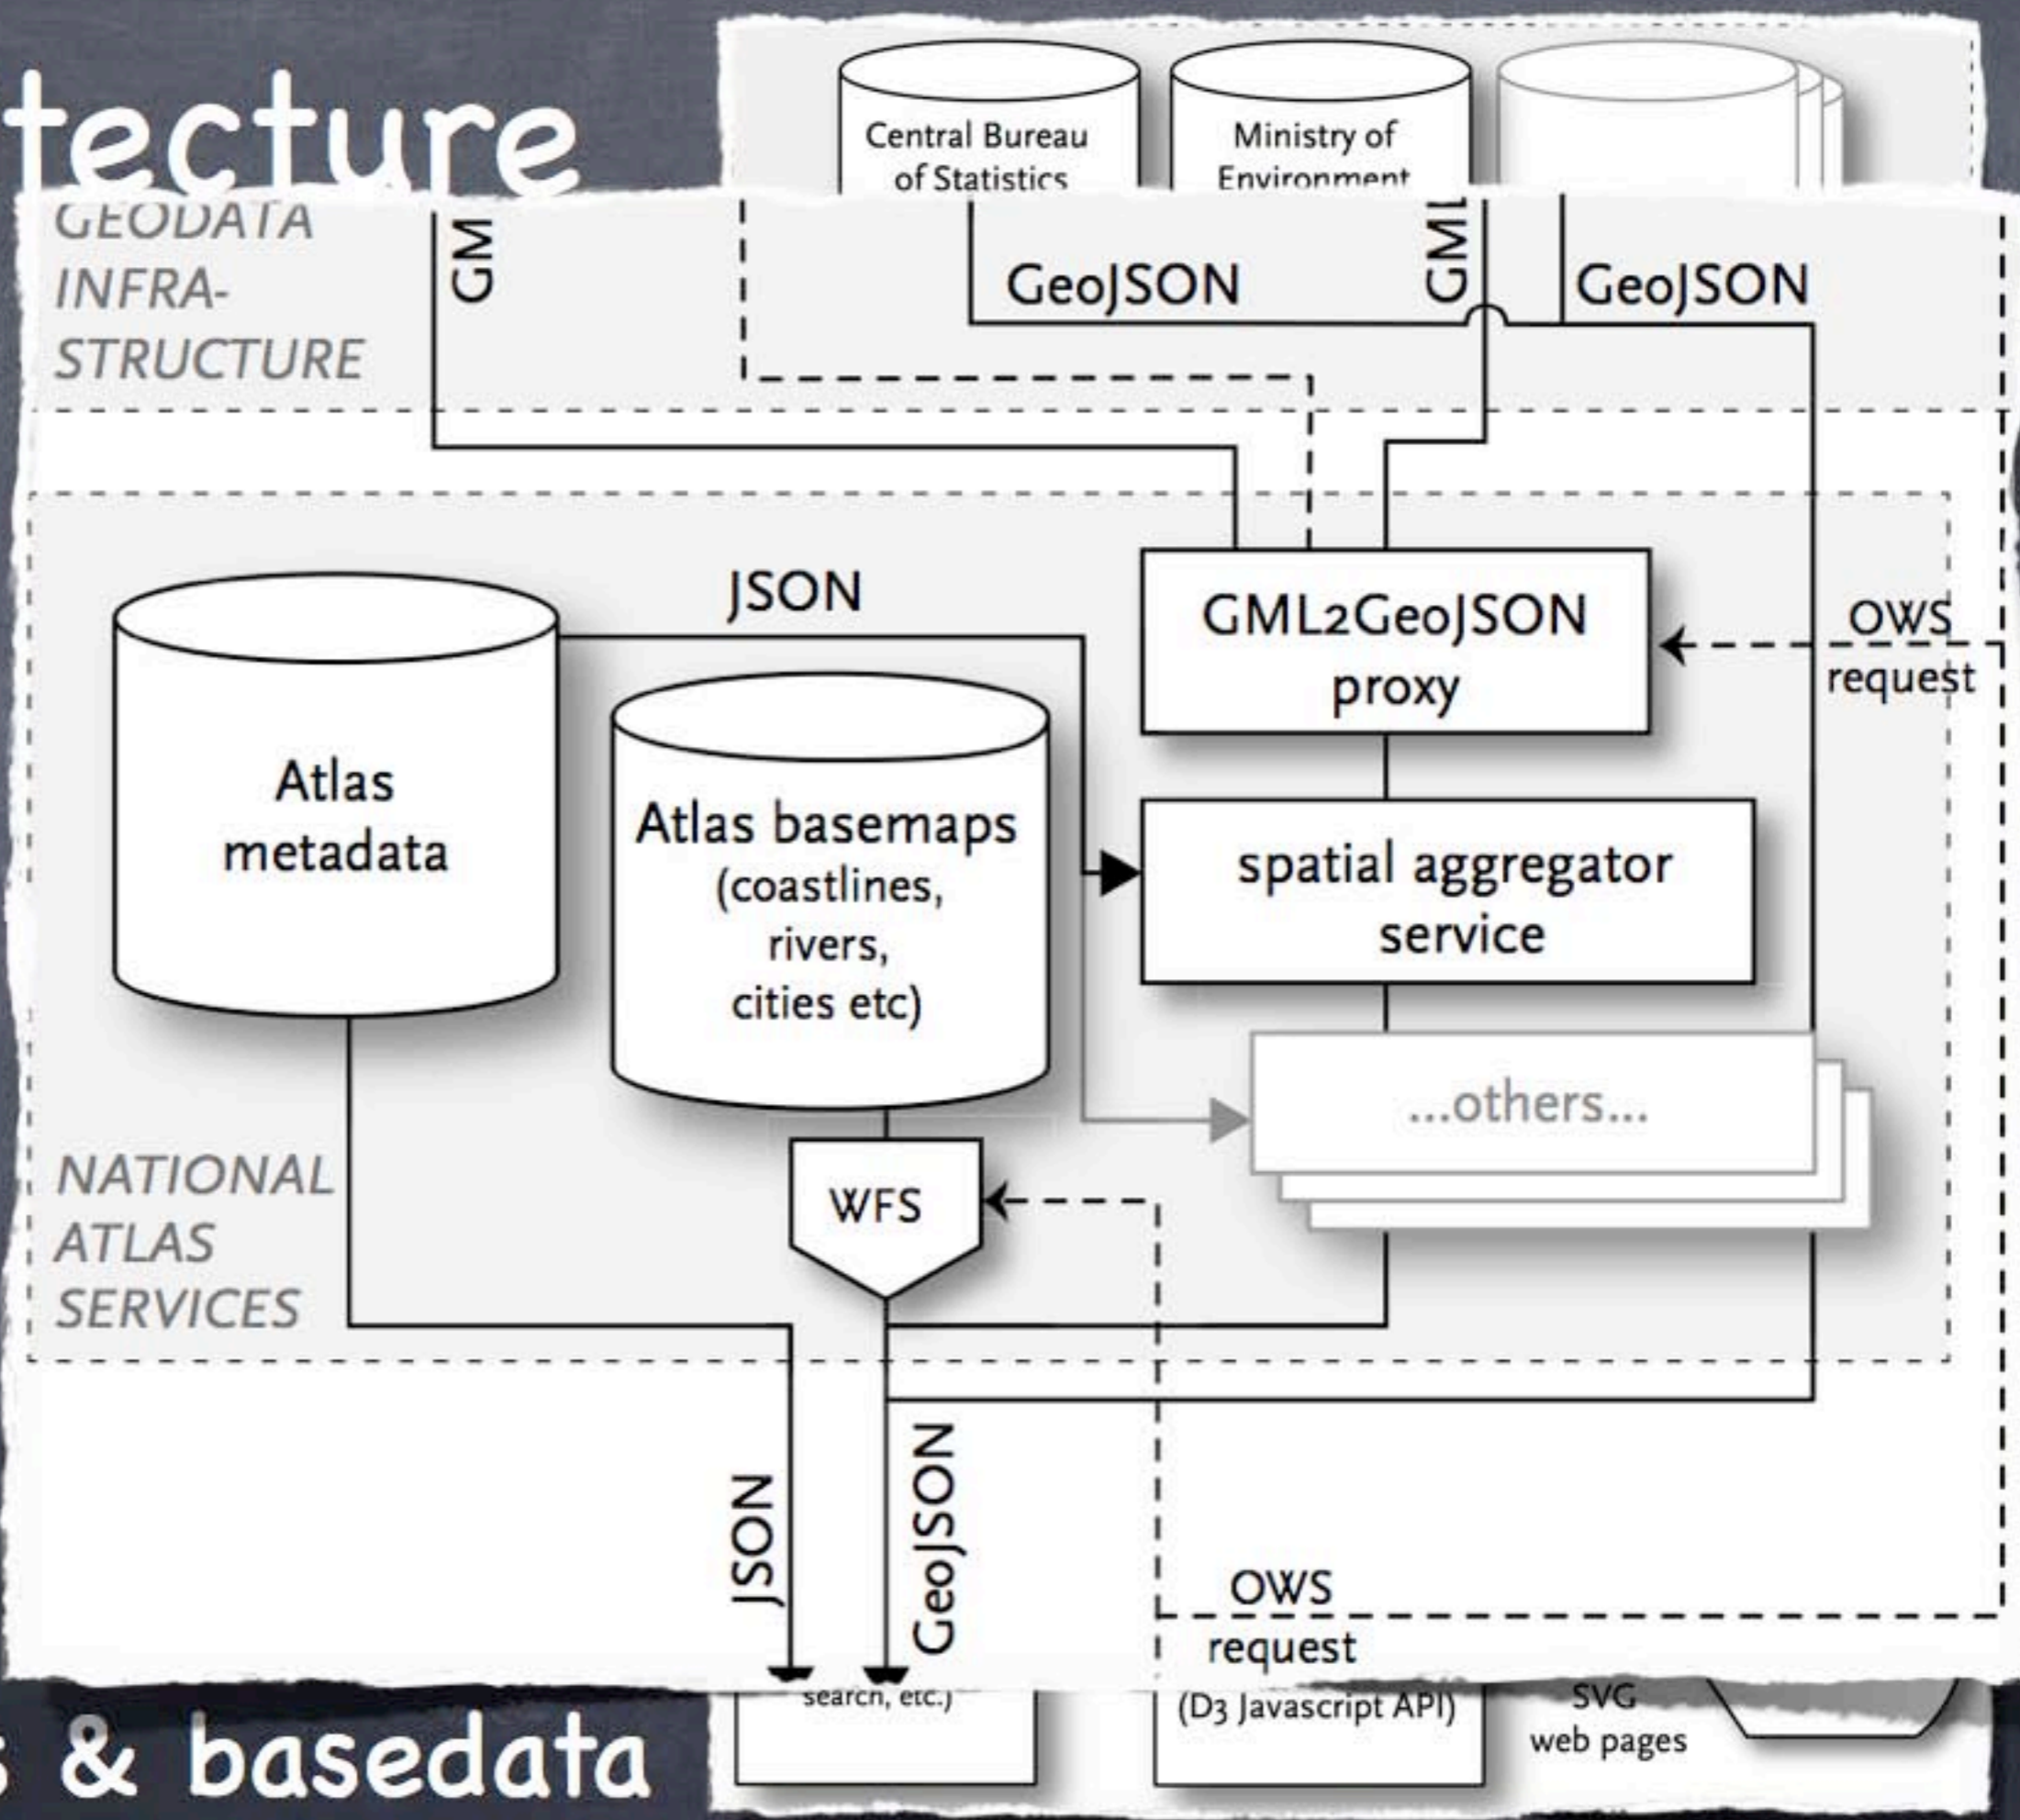 tecture
Central Bureau
of Statistics
Ministry of
Environment
GEODATA
INFRA-
STRUCTURE
GM
GeoJSON
GML
GeoJSON
JSON
GML2GeoJSON
proxy
OWS
request
Atlas
metadata
Atlas basemaps
(coastlines,
rivers,
cities etc)
spatial aggregator
service
...others...
NATIONAL
ATLAS
SERVICES
WFS
JSON
GeoJSON
OWS
request
search, etc.)
(D3 Javascript API)
SVG
web pages
s & basedata